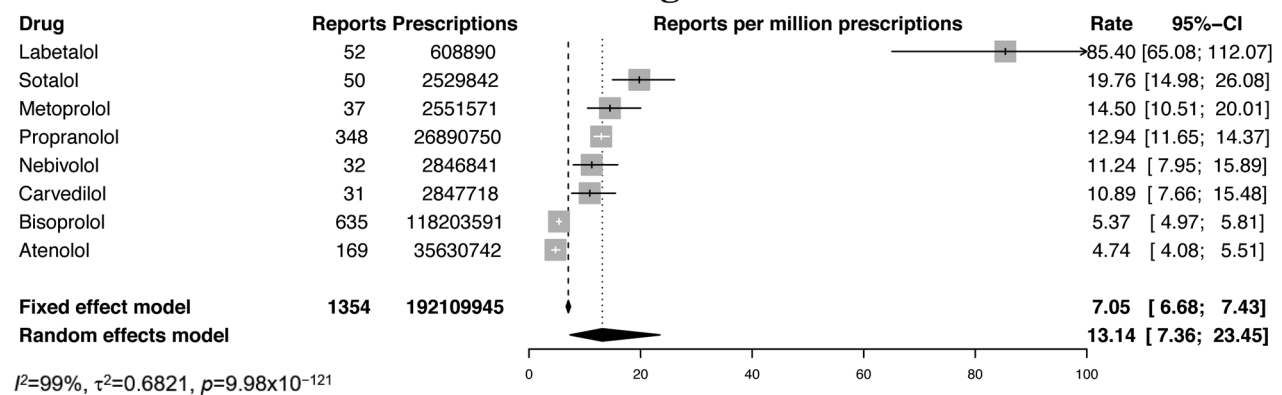 Drug Reports Prescriptions Reports per million prescriptions Rate 95%−CI
Labetalol 52 608890 85.40 [65.08; 112.07]
Sotalol 50 2529842 19.76 [14.98; 26.08]
Metoprolol 37 2551571 14.50 [10.51; 20.01]
Propranolol 348 26890750 12.94 [11.65; 14.37]
Nebivolol 32 2846841 11.24 [ 7.95; 15.89]
Carvedilol 31 2847718 10.89 [ 7.66; 15.48]
Bisoprolol 635 118203591 5.37 [ 4.97; 5.81]
Atenolol 169 35630742 4.74 [ 4.08; 5.51]
Fixed effect model 1354 192109945 7.05 [ 6.68; 7.43]
Random effects model 13.14 [ 7.36; 23.45]
0 20 40 60 80 100
I²=99%, τ²=0.6821, p=9.98x10⁻¹²¹